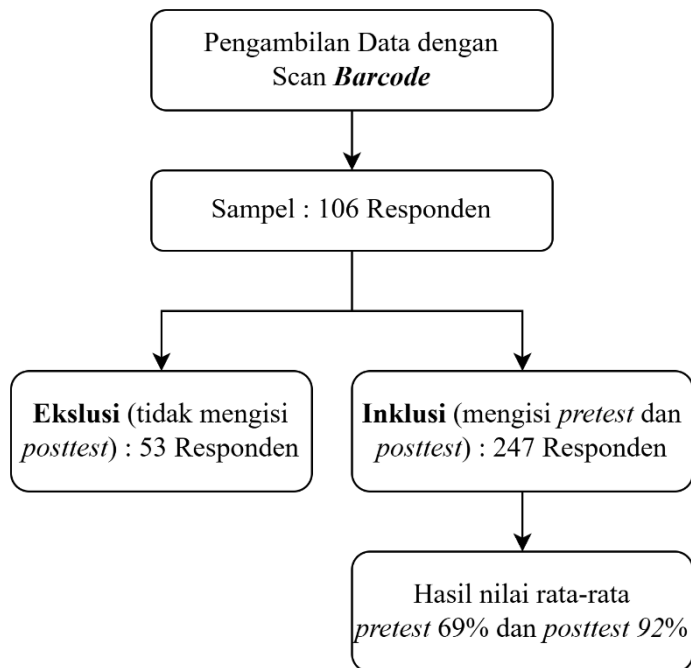 Pengambilan Data dengan
Scan Barcode
Sampel : 106 Responden
Ekslusi (tidak mengisi
posttest) : 53 Responden
Inklusi (mengisi pretest dan
posttest) : 247 Responden
Hasil nilai rata-rata
pretest 69% dan posttest 92%